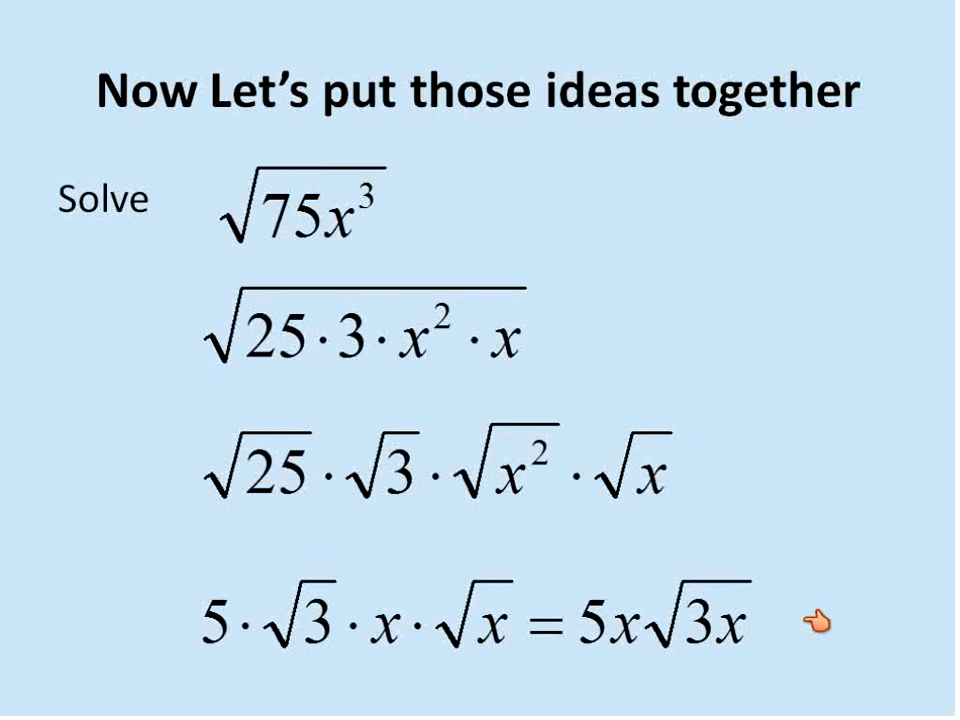 Now Let's put those ideas together
Solve √75x³
√25·3·x²·x
√25·√3·√x²·√x
5·√3·x·√x=5x√3x